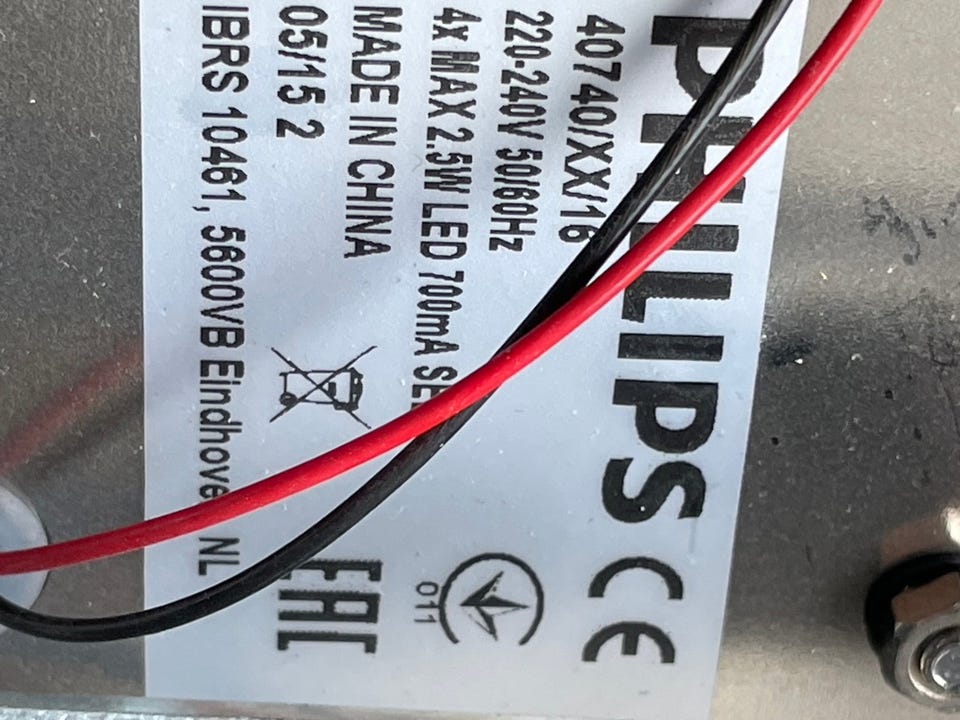 PHILIPS CE
40740/XX/16
220-240V 50/60Hz
4x MAX 2.5W LED 700mA
MADE IN CHINA
05/15 2
IBRS 10461, 5600VB Eindhoven NL
011
EAC